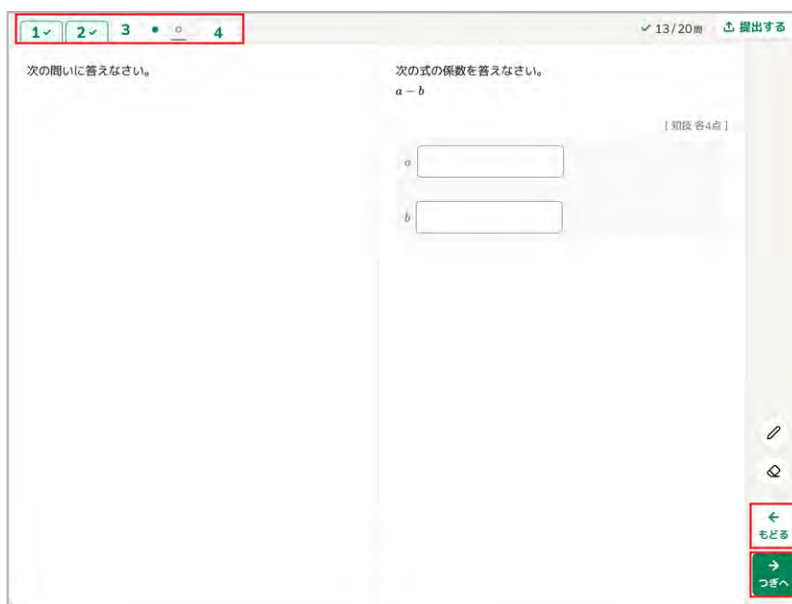 1✓ 2✓ 3 ● ○ 4
✓ 13/20問 提出する
次の問いに答えなさい。
次の式の係数を答えなさい。
a − b
[ 知技 各4点 ]
a
b
← もどる
→ つぎへ